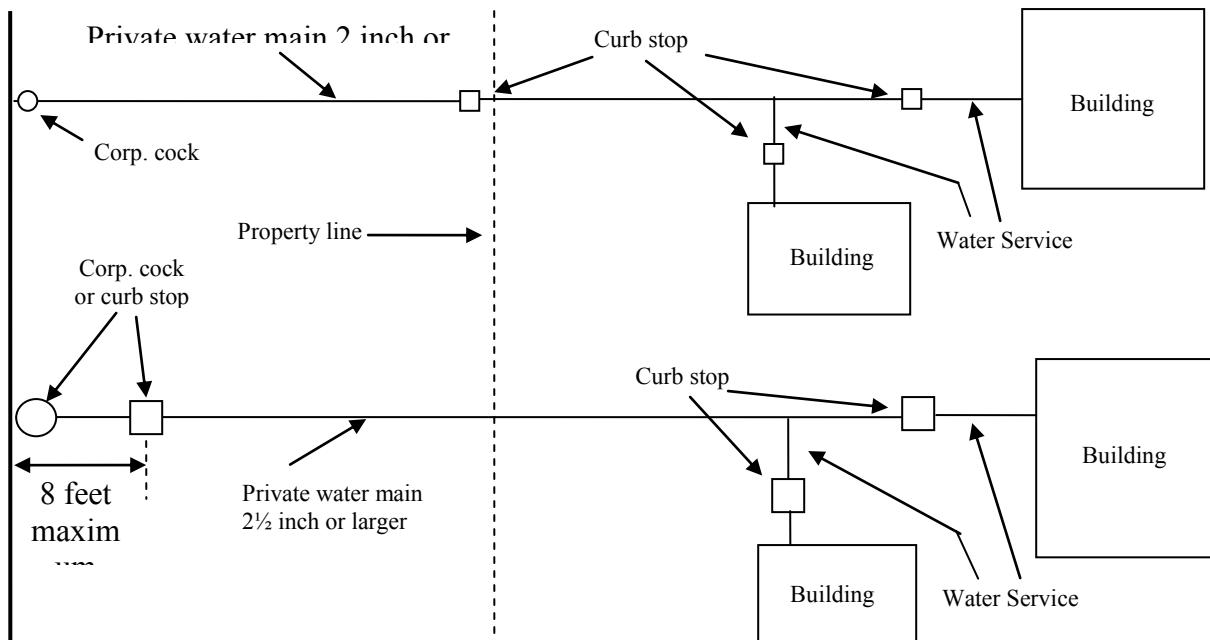 Private water main 2 inch or
Curb stop
Building
Corp. cock
Property line
Building
Water Service
Corp. cock
or curb stop
Curb stop
Building
8 feet
maxim
um
Private water main
2½ inch or larger
Building
Water Service